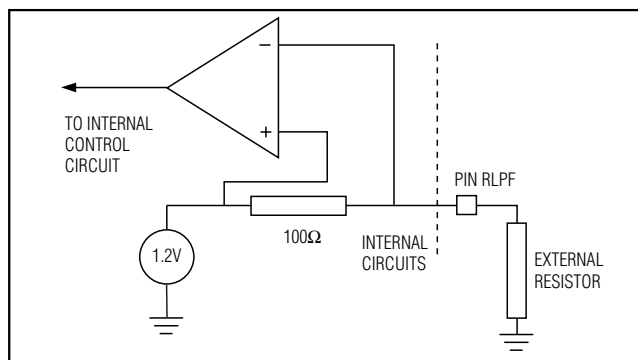 −
+
TO INTERNAL
CONTROL
CIRCUIT
PIN RLPF
100Ω
INTERNAL
CIRCUITS
1.2V
EXTERNAL
RESISTOR